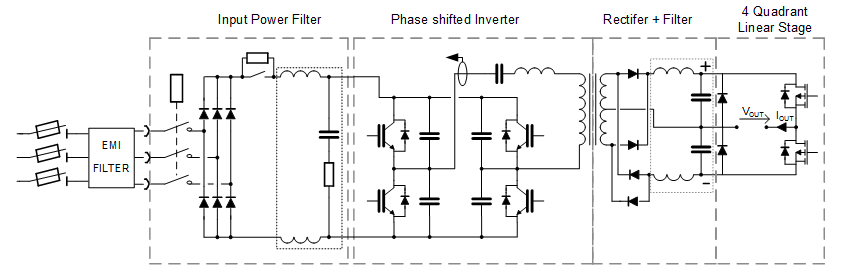 Input Power Filter
Phase shifted Inverter
Rectifer + Filter
4 Quadrant
Linear Stage
EMI
FILTER
+
VOUT
IOUT
-